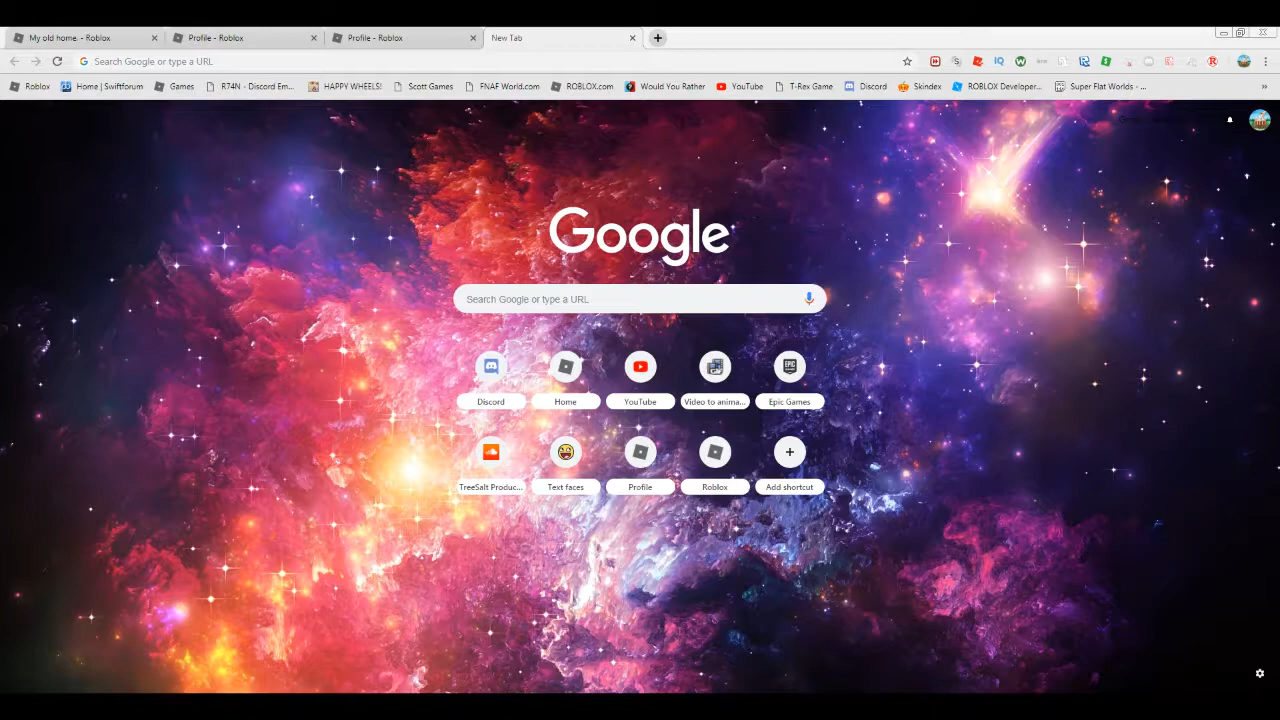 My old home. - Roblox
Profile - Roblox
Profile - Roblox
New Tab
Search Google or type a URL
Roblox
Home | Swiftforum
Games
R74N - Discord Em...
HAPPY WHEELS!
Scott Games
FNAF World.com
ROBLOX.com
Would You Rather
YouTube
T-Rex Game
Discord
Skindex
ROBLOX Developer...
Super Flat Worlds - ...
Google
Search Google or type a URL
Discord
Home
YouTube
Video to anima...
Epic Games
TreeSalt Produc...
Text faces
Profile
Roblox
Add shortcut